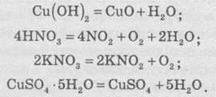 Cu(OH)₂ = CuO + H₂O;
4HNO₃ = 4NO₂ + O₂ + 2H₂O;
2KNO₃ = 2KNO₂ + O₂;
CuSO₄·5H₂O = CuSO₄ + 5H₂O.